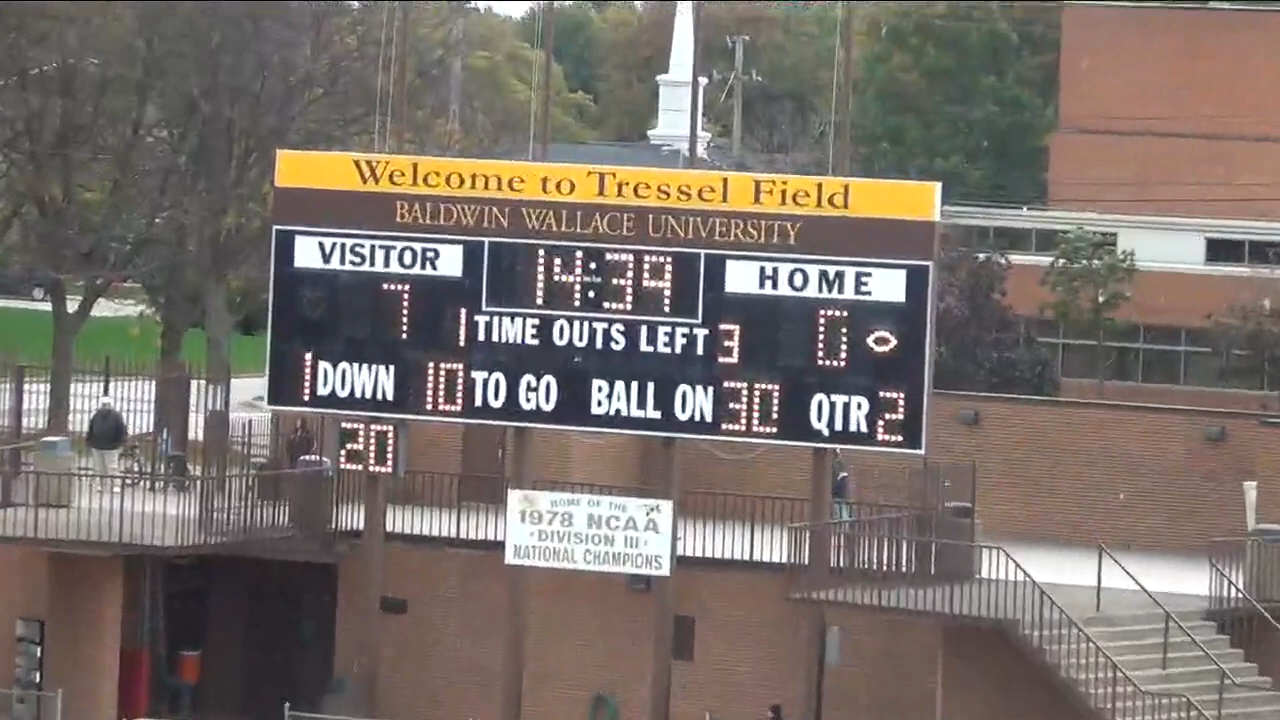 Welcome to Tressel Field
BALDWIN WALLACE UNIVERSITY
VISITOR 14:39 HOME
7 1 TIME OUTS LEFT 3 0
1 DOWN 10 TO GO BALL ON 30 QTR 2
20
HOME OF THE
1978 NCAA
·DIVISION III·
NATIONAL CHAMPIONS